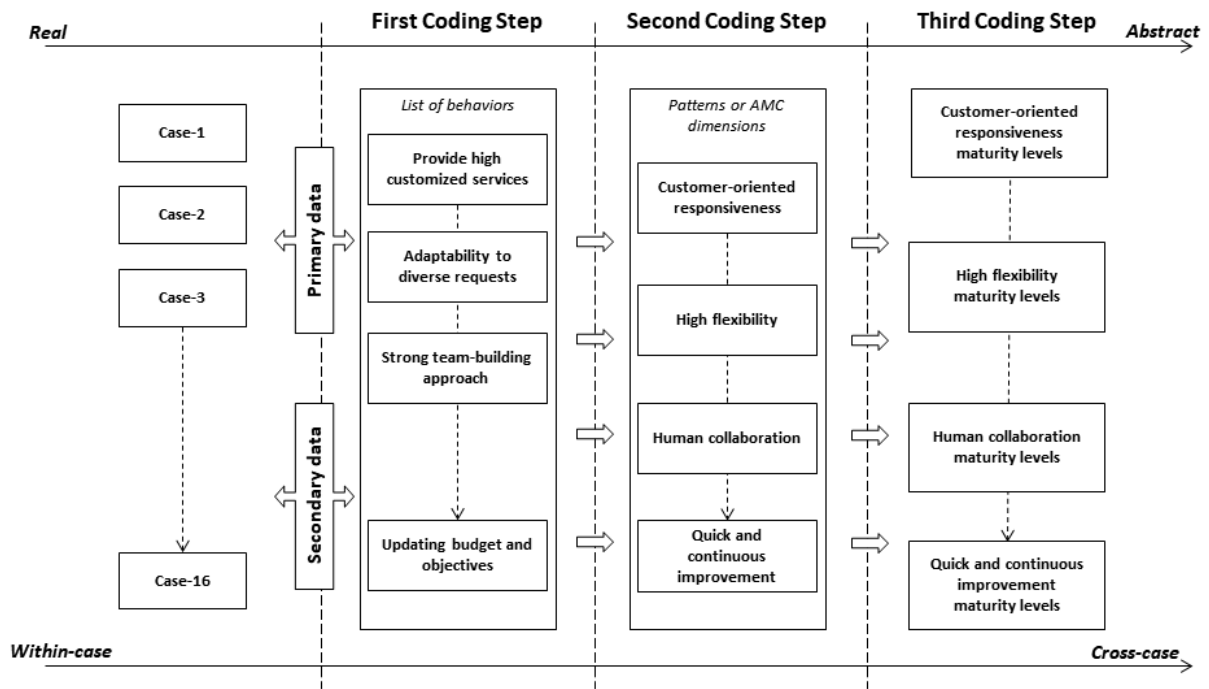 First Coding Step
Second Coding Step
Third Coding Step
Real
Abstract
Case-1
Case-2
Case-3
Case-16
Primary data
Secondary data
List of behaviors
Provide high
customized services
Adaptability to
diverse requests
Strong team-building
approach
Updating budget and
objectives
Patterns or AMC
dimensions
Customer-oriented
responsiveness
High flexibility
Human collaboration
Quick and
continuous
improvement
Customer-oriented
responsiveness
maturity levels
High flexibility
maturity levels
Human collaboration
maturity levels
Quick and continuous
improvement
maturity levels
Within-case
Cross-case